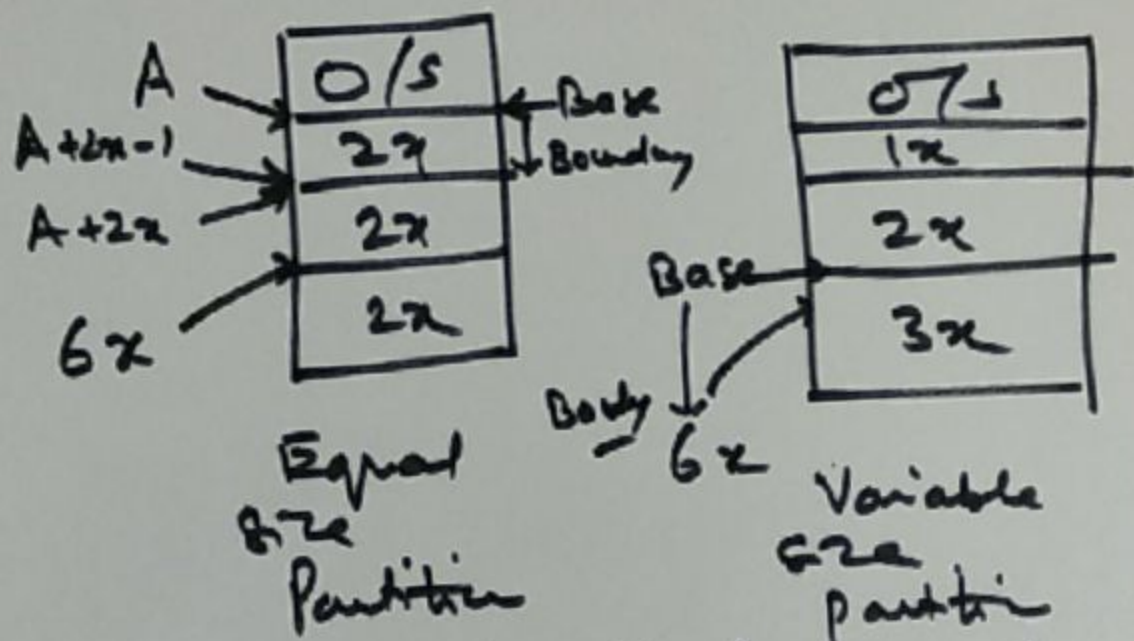 A
O/S
Base
A+2x-1
2x
Boundary
A+2x
2x
6x
2x
Equal
size
Partition
O/s
1x
2x
Base
3x
6x
Variable
size
partition